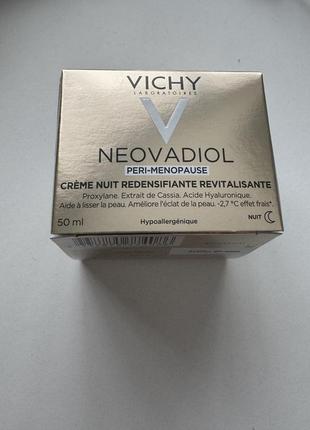 VICHY
LABORATOIRES
NEOVADIOL
PERI-MENOPAUSE
CRÈME NUIT REDENSIFIANTE REVITALISANTE
Proxylane. Extrait de Cassia. Acide Hyaluronique.
Aide à lisser la peau. Améliore l'éclat de la peau. -2,7 °C effet frais*.
50 ml
Hypoallergénique
NUIT